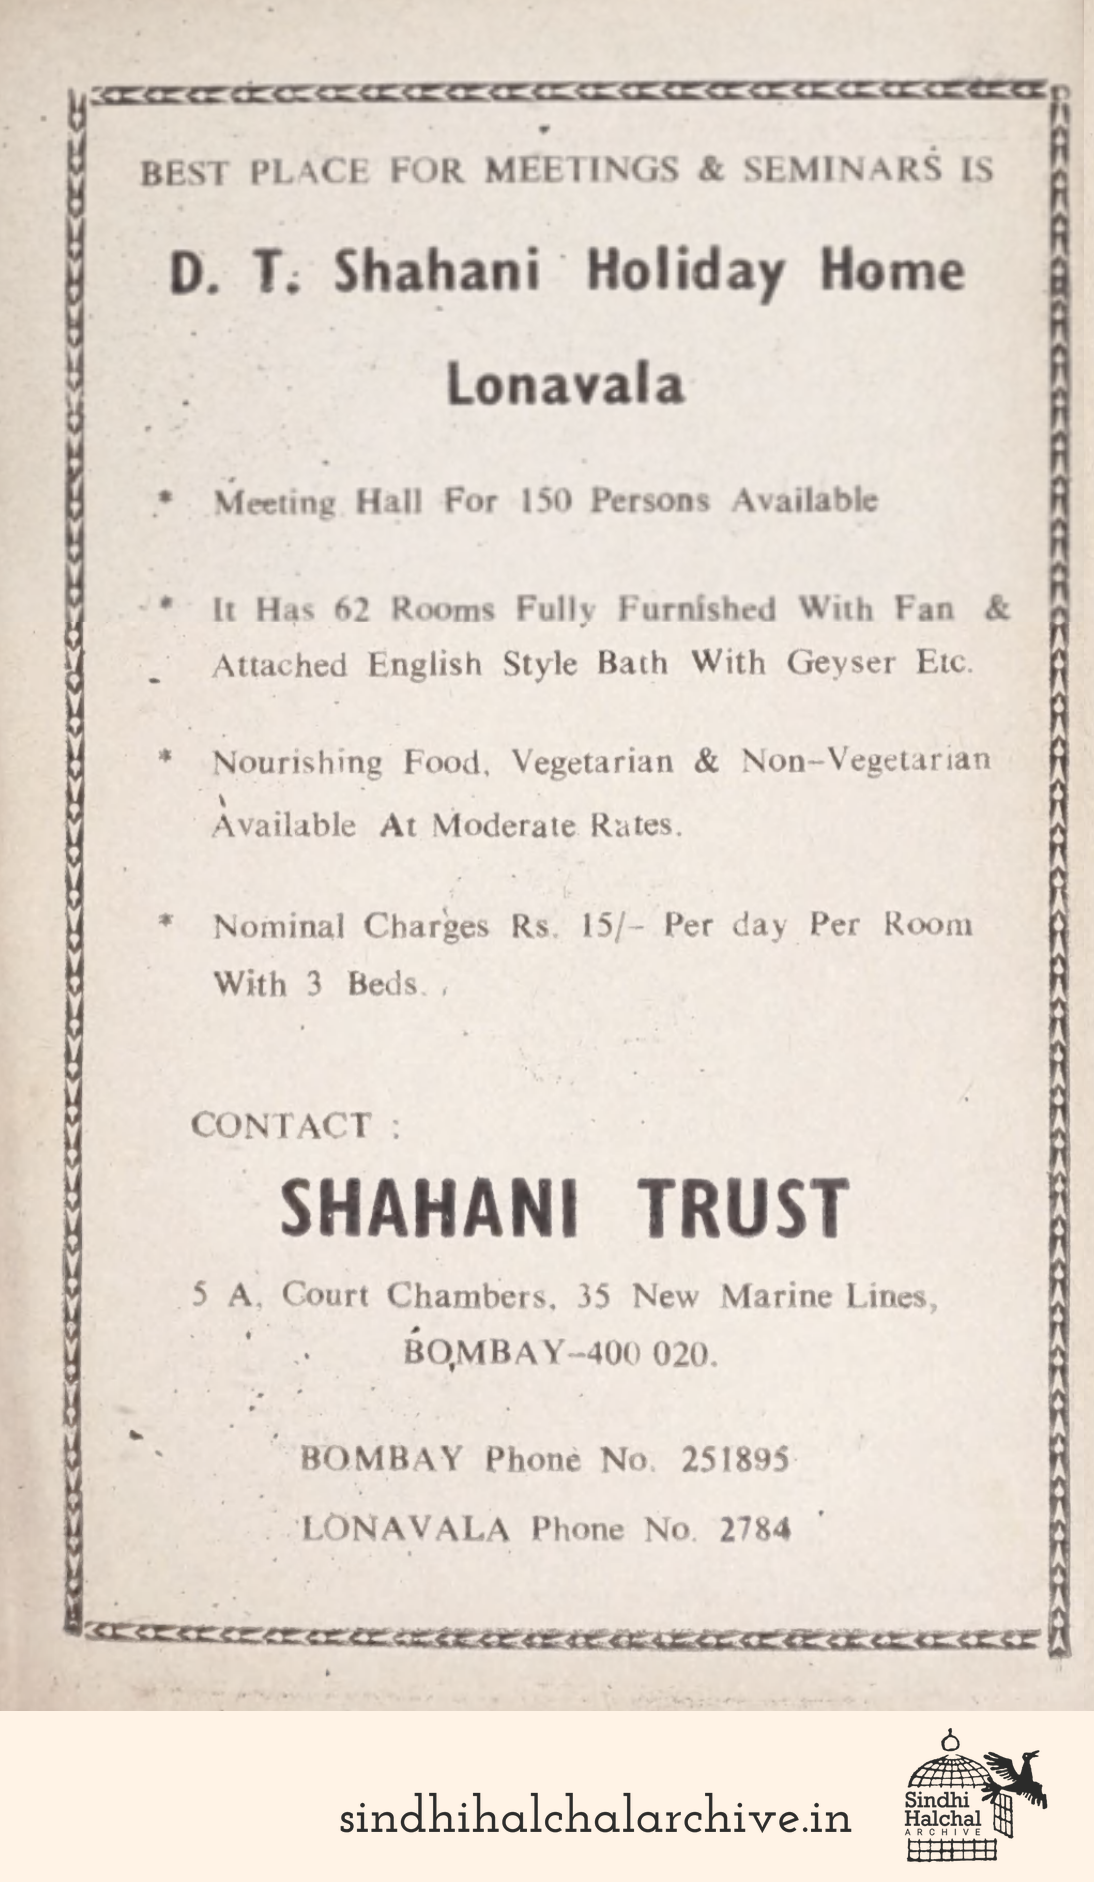 BEST PLACE FOR MEETINGS & SEMINARS IS
D. T. Shahani Holiday Home
Lonavala
* Meeting Hall For 150 Persons Available
* It Has 62 Rooms Fully Furnished With Fan &
Attached English Style Bath With Geyser Etc.
* Nourishing Food, Vegetarian & Non-Vegetarian
Available At Moderate Rates.
* Nominal Charges Rs. 15/- Per day Per Room
With 3 Beds.
CONTACT :
SHAHANI TRUST
5 A, Court Chambers, 35 New Marine Lines,
BOMBAY-400 020.
BOMBAY Phone No. 251895
LONAVALA Phone No. 2784
sindhihalchalarchive.in
Sindhi
Halchal
ARCHIVE